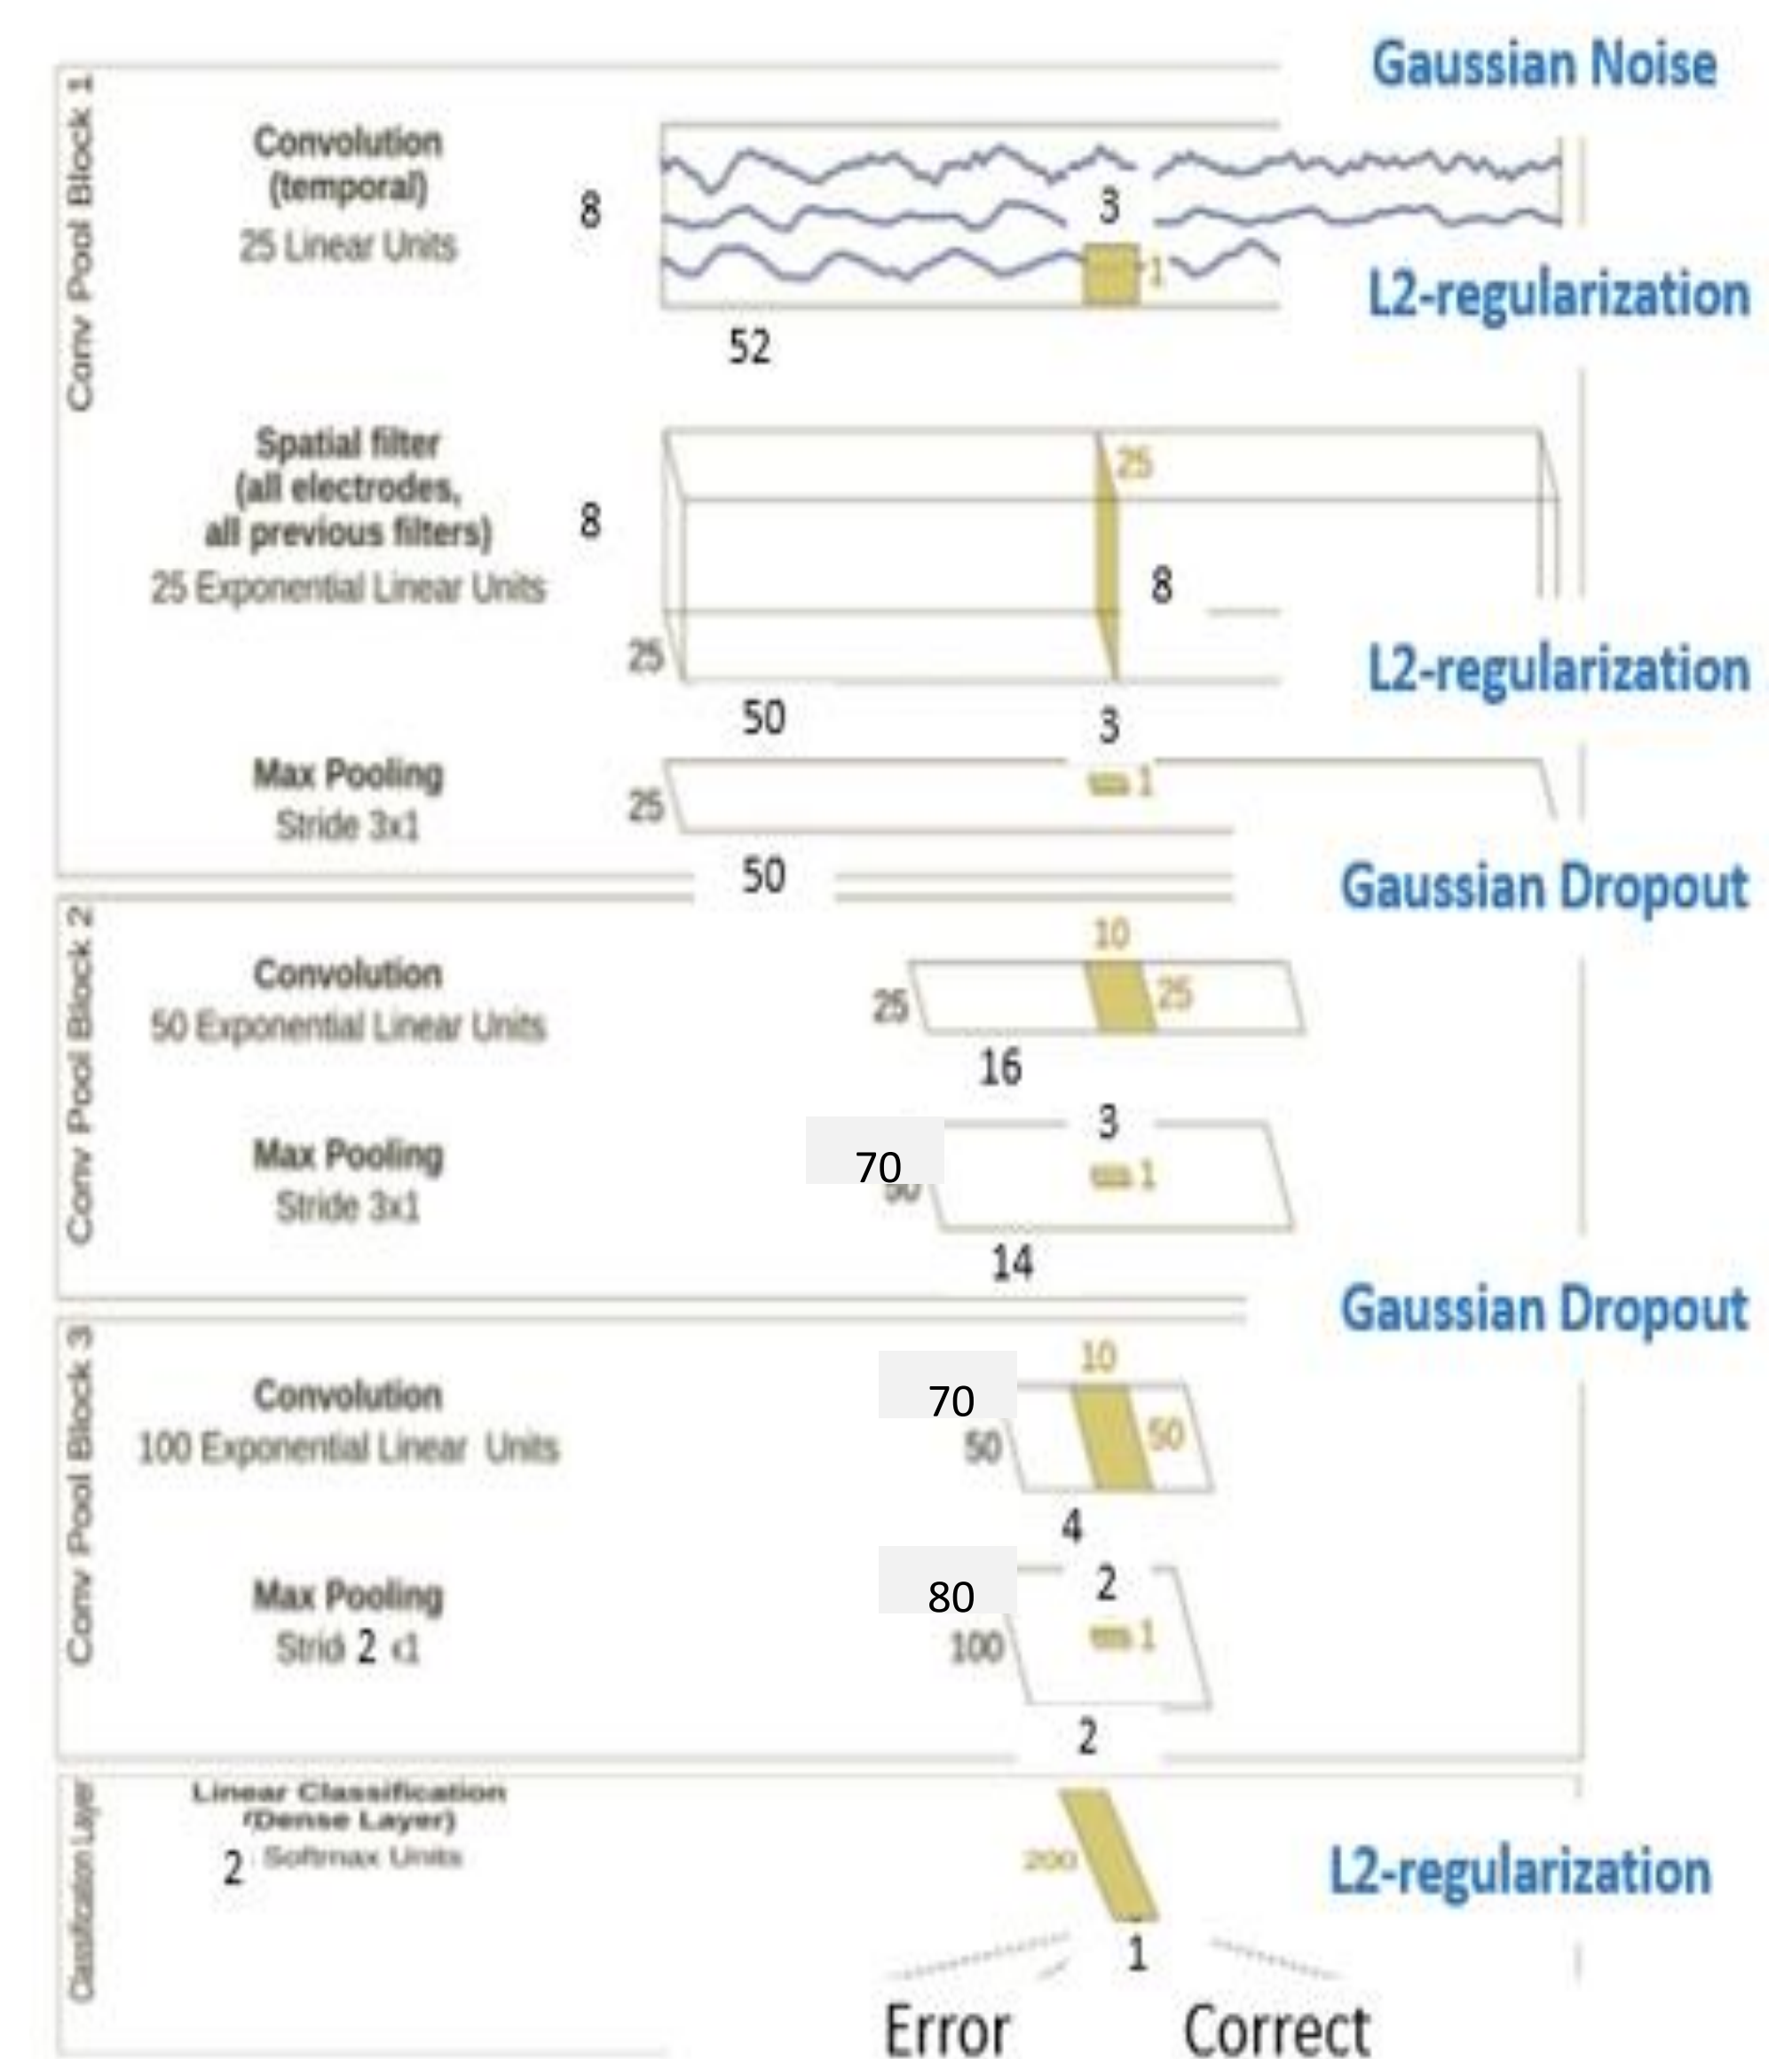 Gaussian Noise
Conv Pool Block 1
Convolution
(temporal)
25 Linear Units
8
3
1
52
L2-regularization
Spatial filter
(all electrodes,
all previous filters)
25 Exponential Linear Units
8
25
8
25
50
3
L2-regularization
Max Pooling
Stride 3x1
25
1
50
Gaussian Dropout
Conv Pool Block 2
Convolution
50 Exponential Linear Units
10
25
25
16
Max Pooling
Stride 3x1
3
70
50
1
14
Gaussian Dropout
Conv Pool Block 3
Convolution
100 Exponential Linear Units
10
70
50
50
4
Max Pooling
Strid 2 x1
2
80
100
1
2
Classification Layer
Linear Classification
(Dense Layer)
2 Softmax Units
200
L2-regularization
1
Error Correct